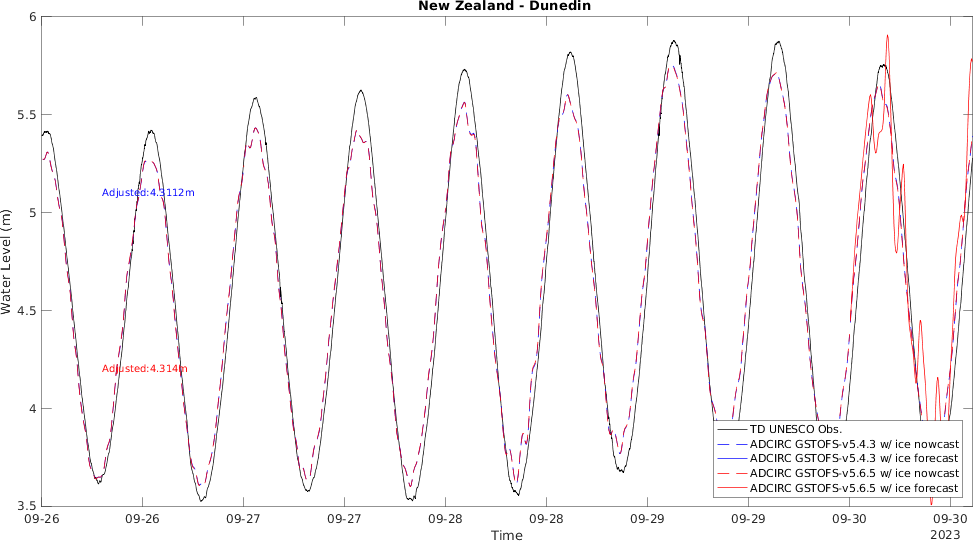 New Zealand - Dunedin
Water Level (m)
6
5.5
5
4.5
4
3.5
Adjusted:4.3112m
Adjusted:4.314m
TD UNESCO Obs.
ADCIRC GSTOFS-v5.4.3 w/ ice nowcast
ADCIRC GSTOFS-v5.4.3 w/ ice forecast
ADCIRC GSTOFS-v5.6.5 w/ ice nowcast
ADCIRC GSTOFS-v5.6.5 w/ ice forecast
09-26 09-26 09-27 09-27 09-28 09-28 09-29 09-29 09-30 09-30
2023
Time